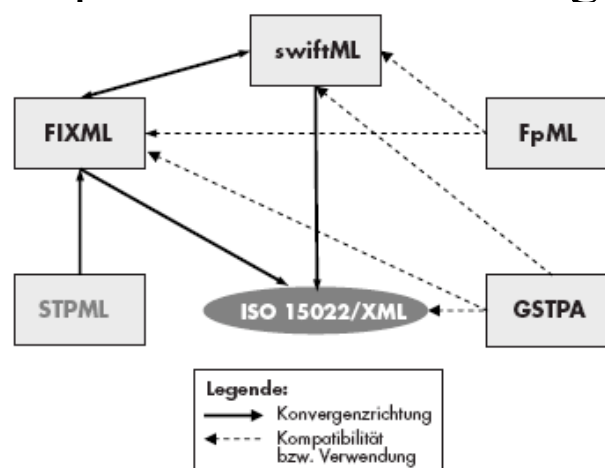 swiftML
FIXML
FpML
STPML
ISO 15022/XML
GSTPA
Legende:
Konvergenzrichtung
Kompatibilität
bzw. Verwendung